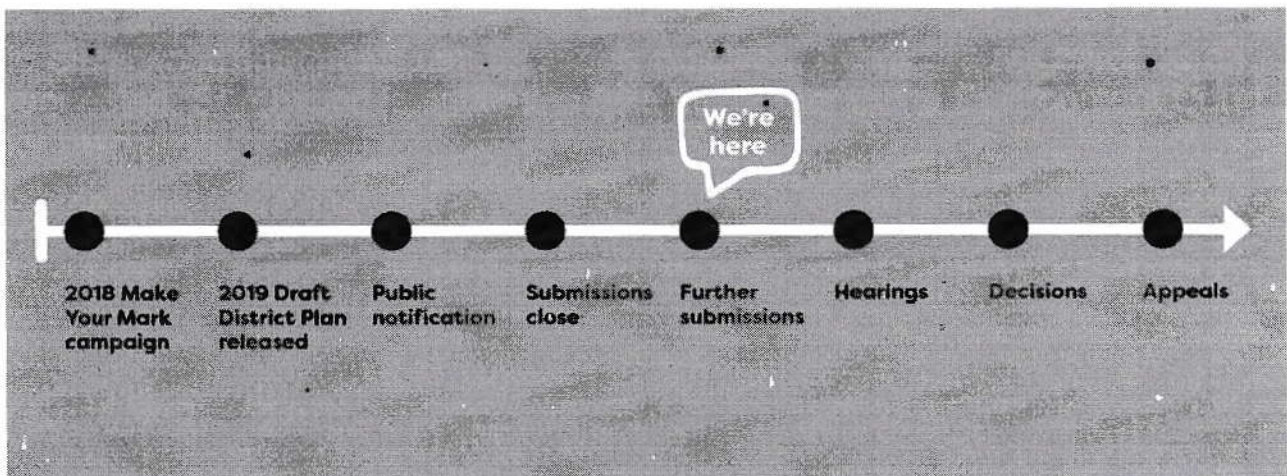 We're
here
2018 Make
Your Mark
campaign
2019 Draft
District Plan
released
Public
notification
Submissions
close
Further
submissions
Hearings
Decisions
Appeals